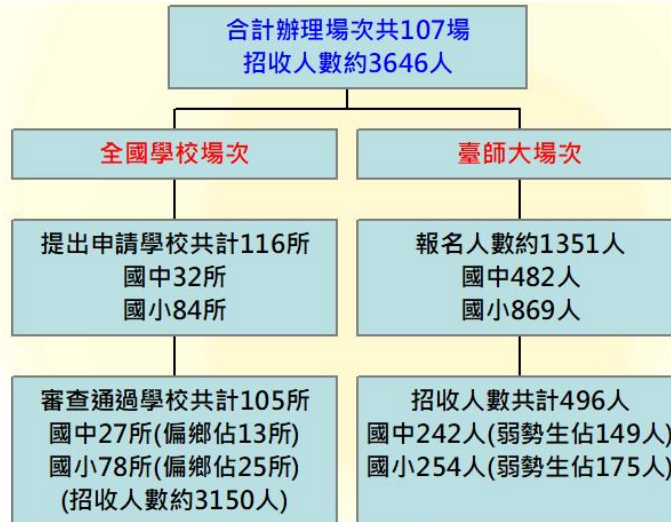 合計辦理場次共107場
招收人數約3646人
全國學校場次
臺師大場次
提出申請學校共計116所
國中32所
國小84所
報名人數約1351人
國中482人
國小869人
審查通過學校共計105所
國中27所(偏鄉佔13所)
國小78所(偏鄉佔25所)
(招收人數約3150人)
招收人數共計496人
國中242人(弱勢生佔149人)
國小254人(弱勢生佔175人)